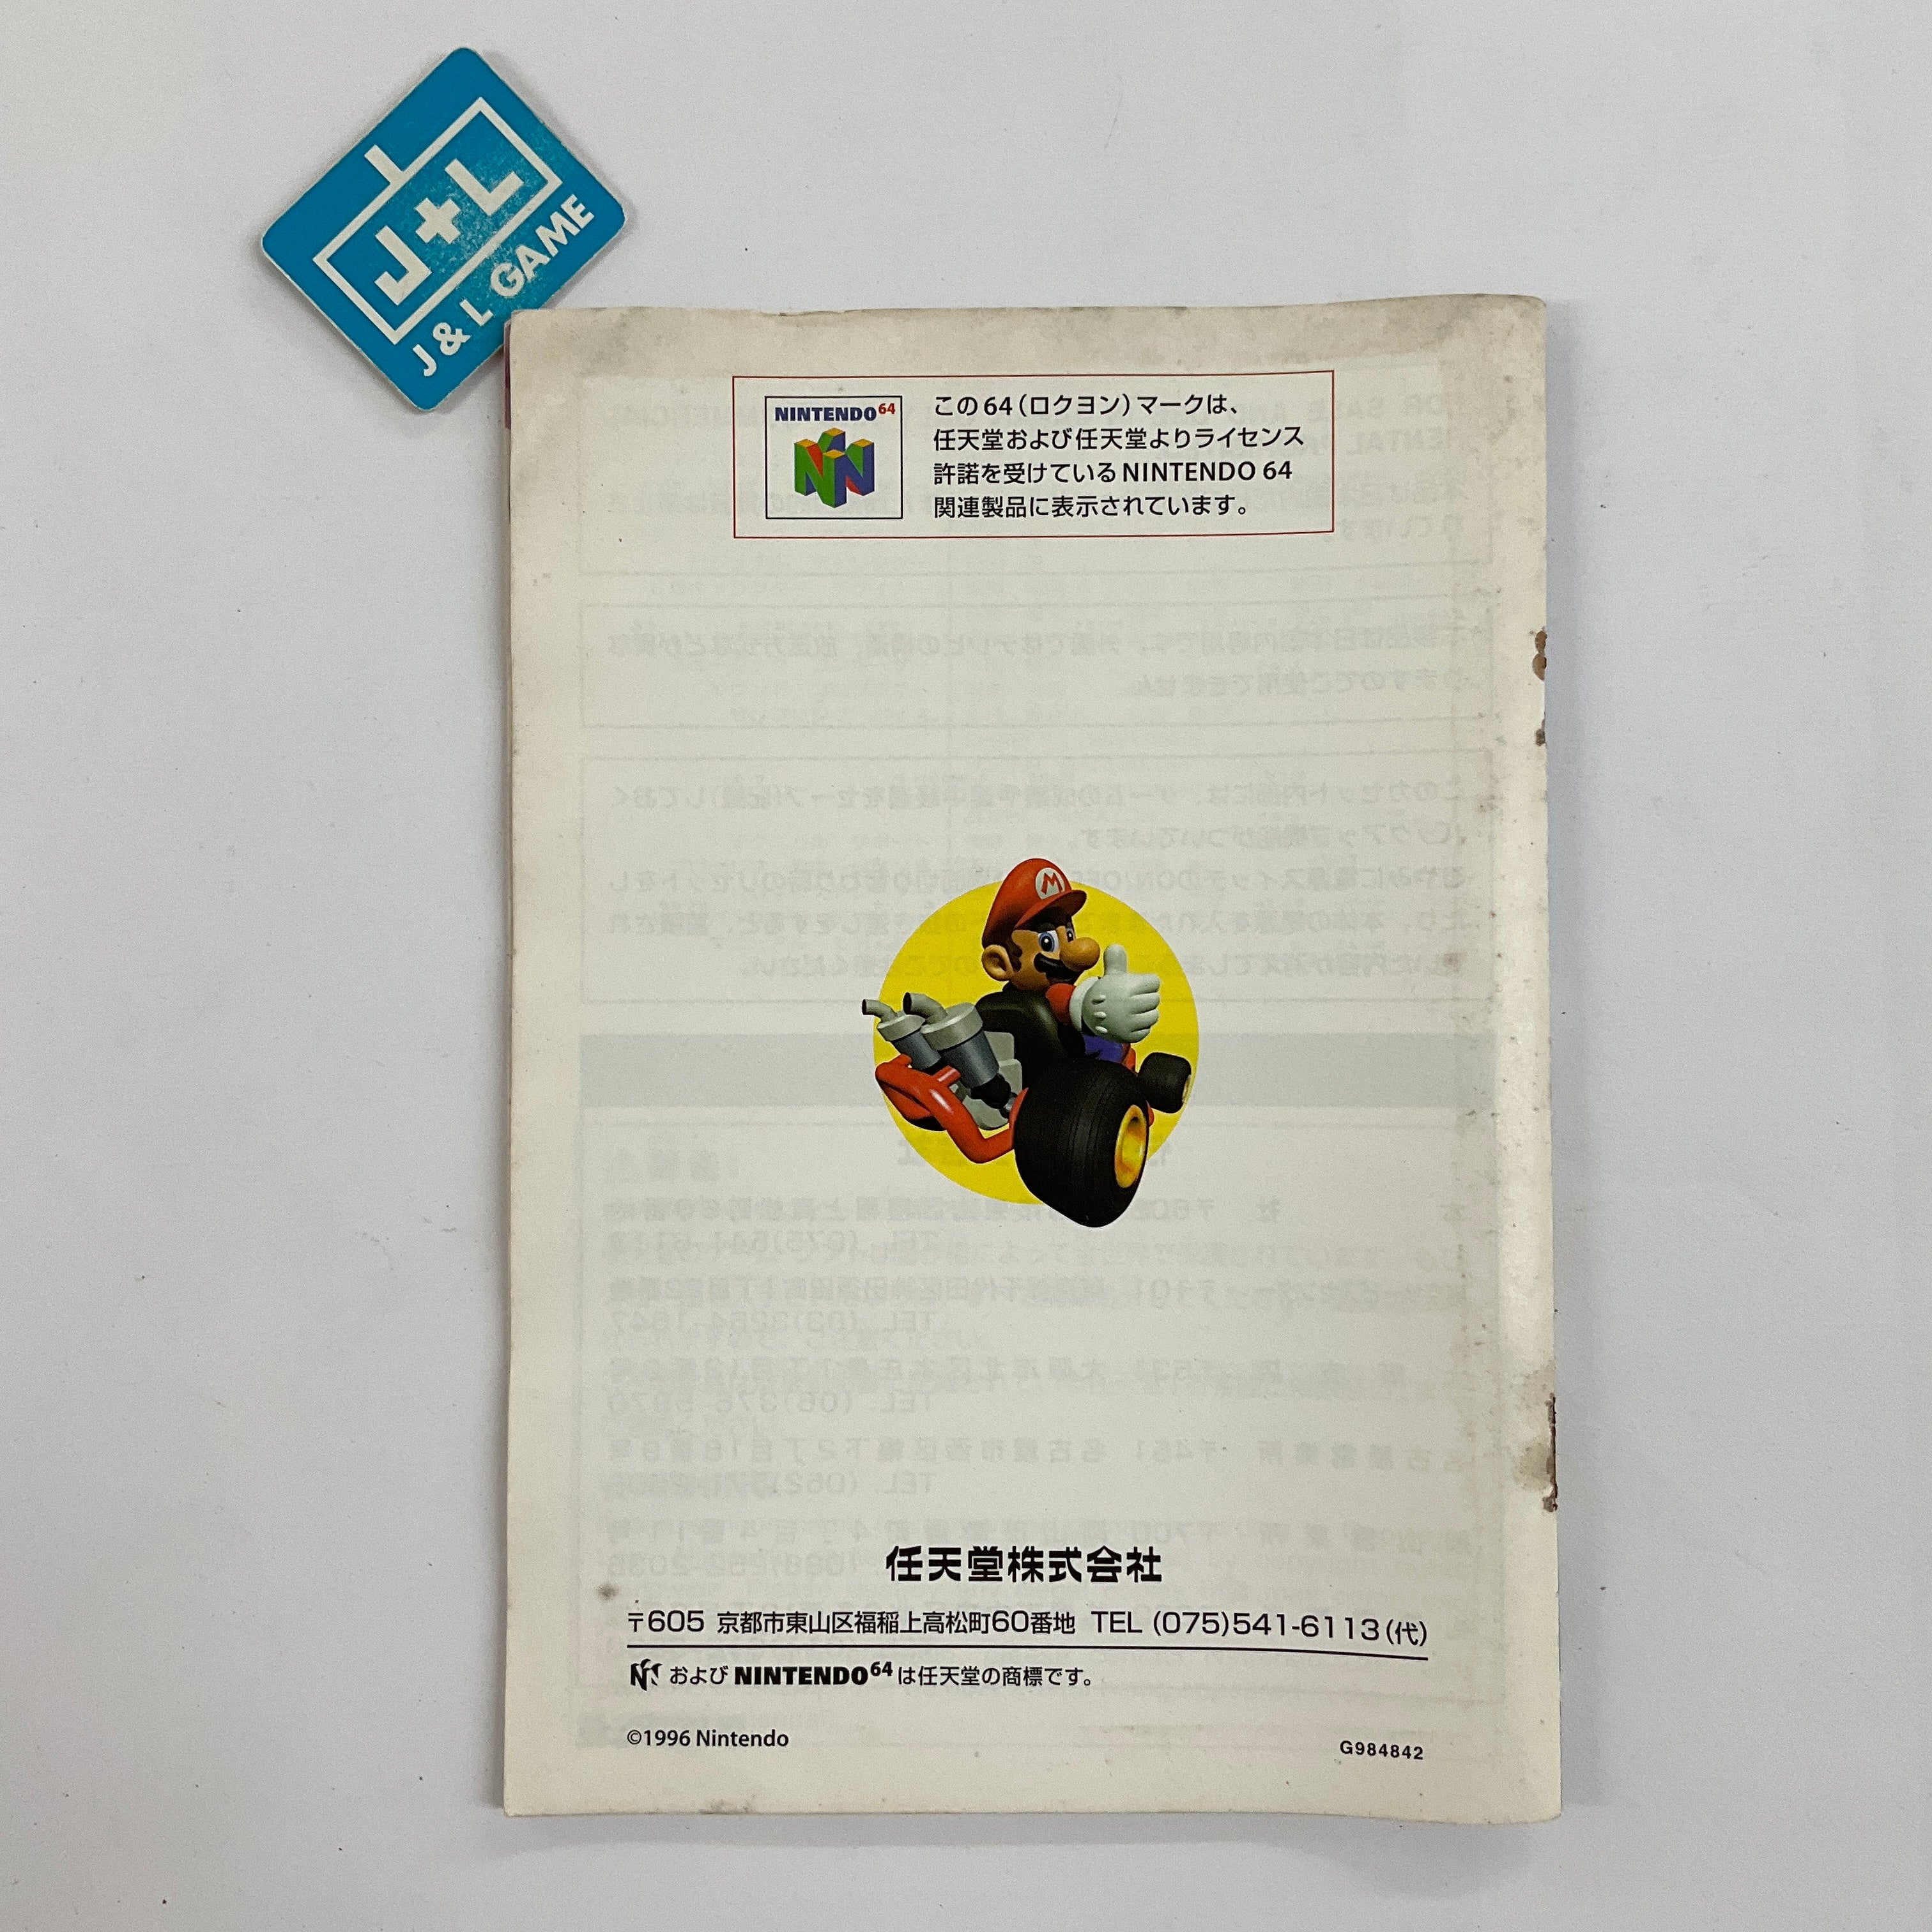 J+L
J & L GAME
NINTENDO64
この64(ロクヨン)マークは、
任天堂および任天堂よりライセンス
許諾を受けているNINTENDO 64
関連製品に表示されています。
M
任天堂株式会社
〒605 京都市東山区福稲上高松町60番地 TEL (075)541-6113(代)
および NINTENDO64 は任天堂の商標です。
©1996 Nintendo
G984842